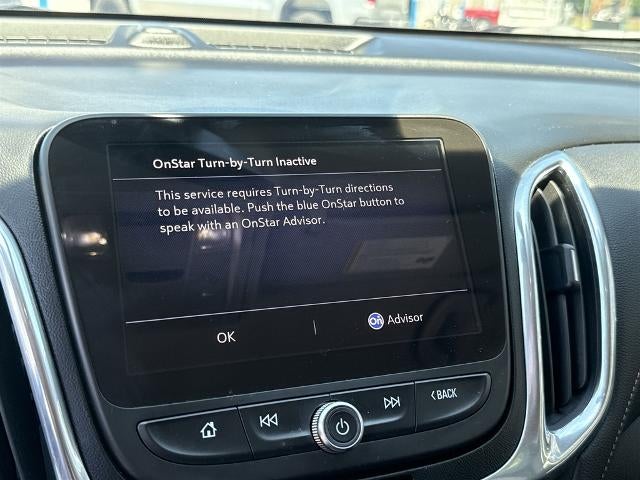 OnStar Turn-by-Turn Inactive
This service requires Turn-by-Turn directions
to be available. Push the blue OnStar button to
speak with an OnStar Advisor.
OK
On Advisor
BACK